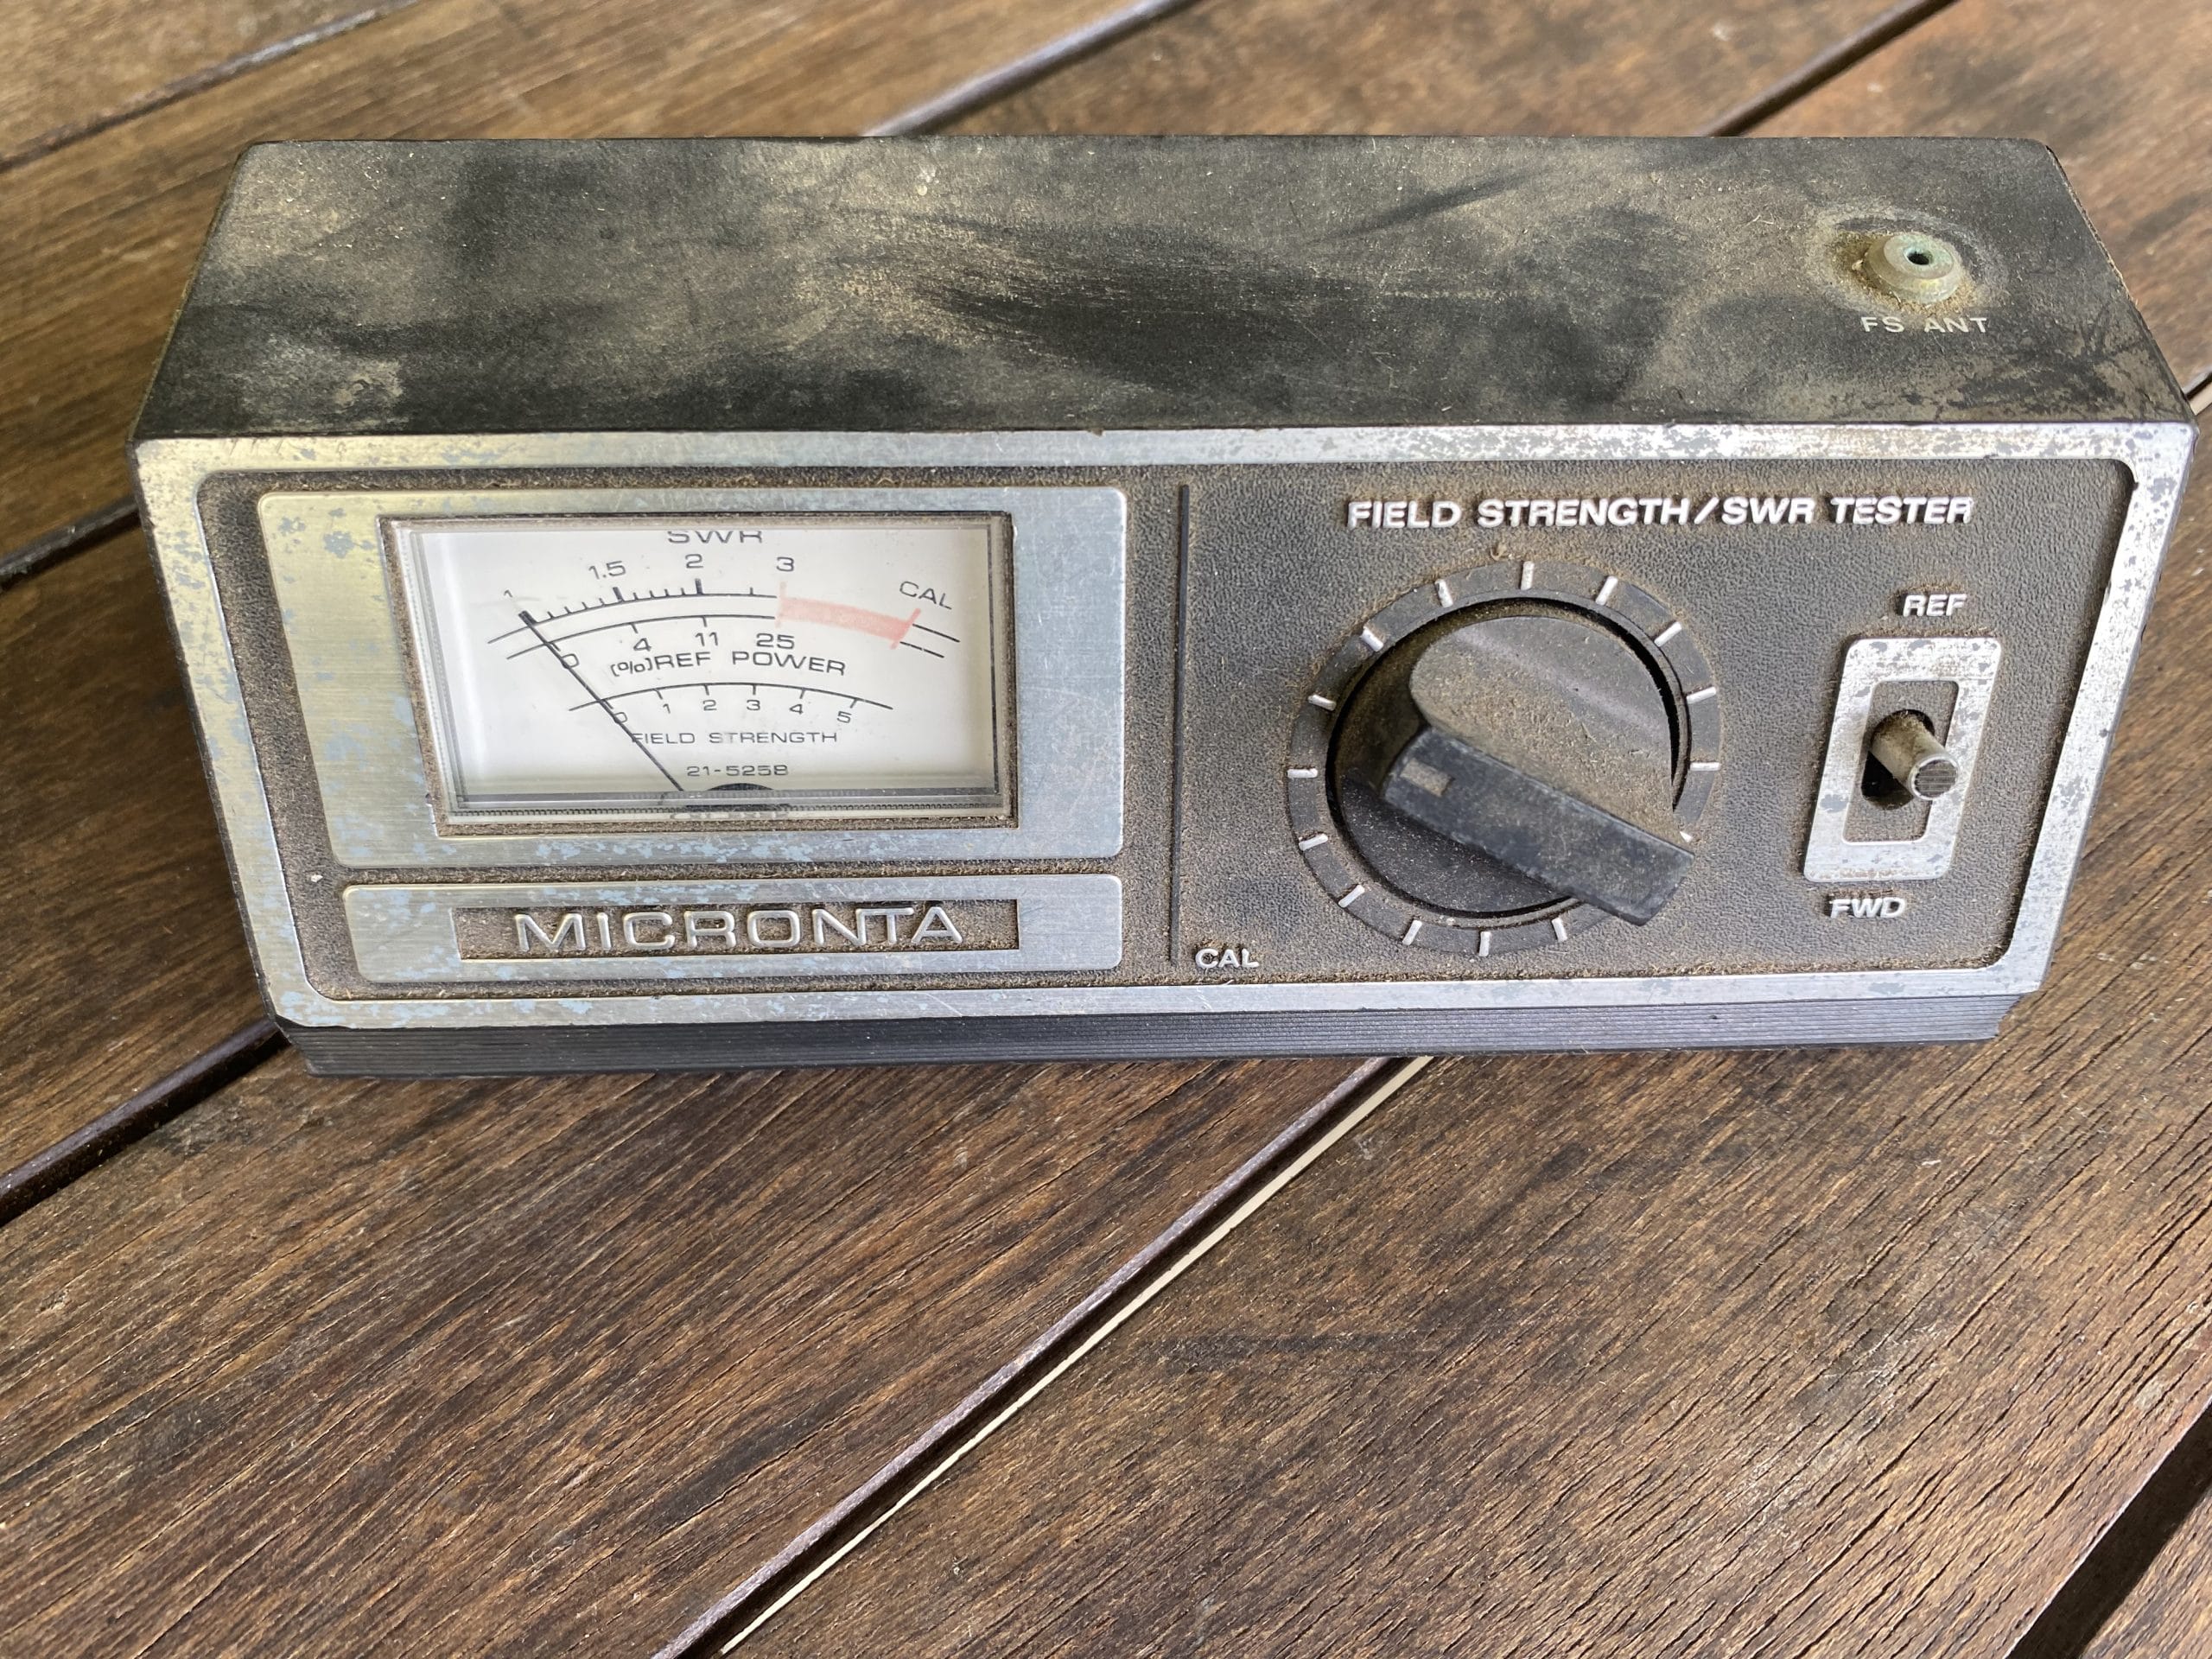 FS ANT
FIELD STRENGTH/SWR TESTER
SWR
1 1.5 2 3 CAL
0 4 11 25
(%)REF POWER
0 1 2 3 4 5
FIELD STRENGTH
21-525B
REF
FWD
CAL
MICRONTA